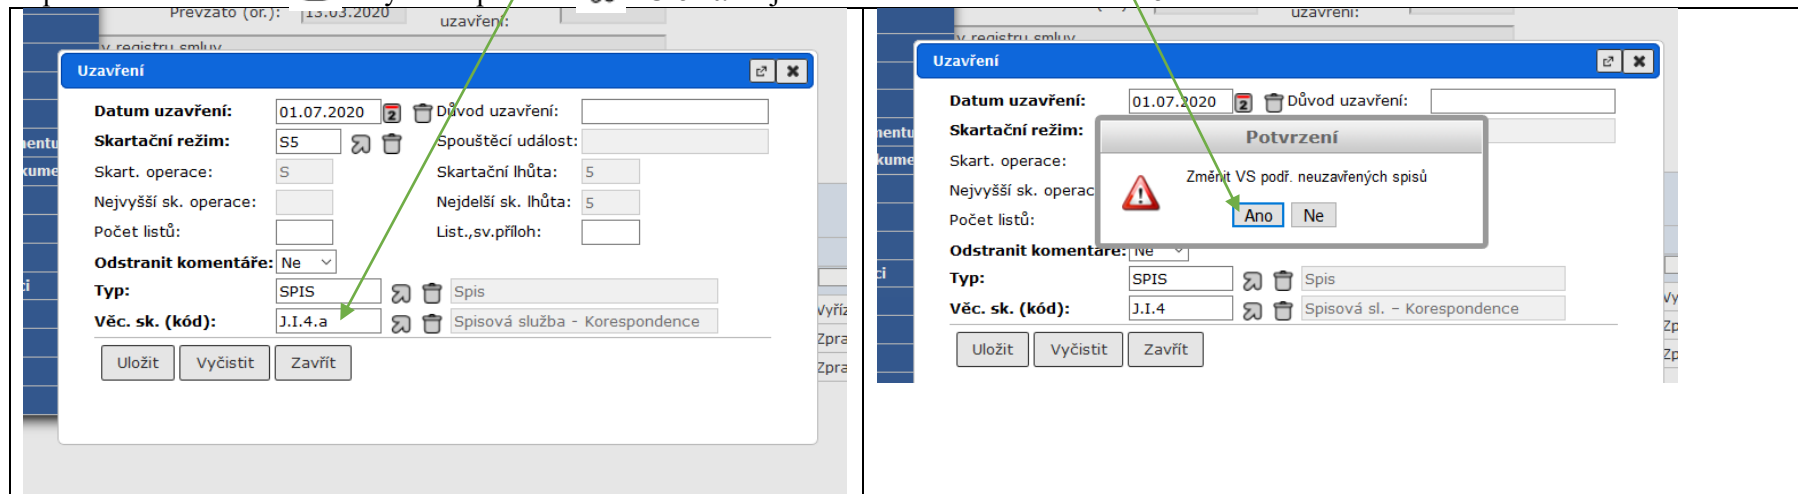 Převzato (or.): 13.03.2020
uzavření:
v registru smluv
Uzavření
Datum uzavření: 01.07.2020 2 Důvod uzavření:
Skartační režim: S5 Spouštěcí událost:
Skart. operace: S Skartační lhůta: 5
Nejvyšší sk. operace: Nejdelší sk. lhůta: 5
Počet listů: List.,sv.příloh:
Odstranit komentáře: Ne
Typ: SPIS Spis
Věc. sk. (kód): J.I.4.a Spisová služba - Korespondence
Uložit Vyčistit Zavřít
Zpra
Zpra
uzavření:
v registru smluv
Uzavření
Datum uzavření: 01.07.2020 2 Důvod uzavření:
Skartační režim:
Potvrzení
Skart. operace:
Změnit VS podř. neuzavřených spisů
Nejvyšší sk. operac
Ano Ne
Počet listů:
Odstranit komentáře: Ne
Typ: SPIS Spis
Věc. sk. (kód): J.I.4 Spisová sl. – Korespondence
Uložit Vyčistit Zavřít